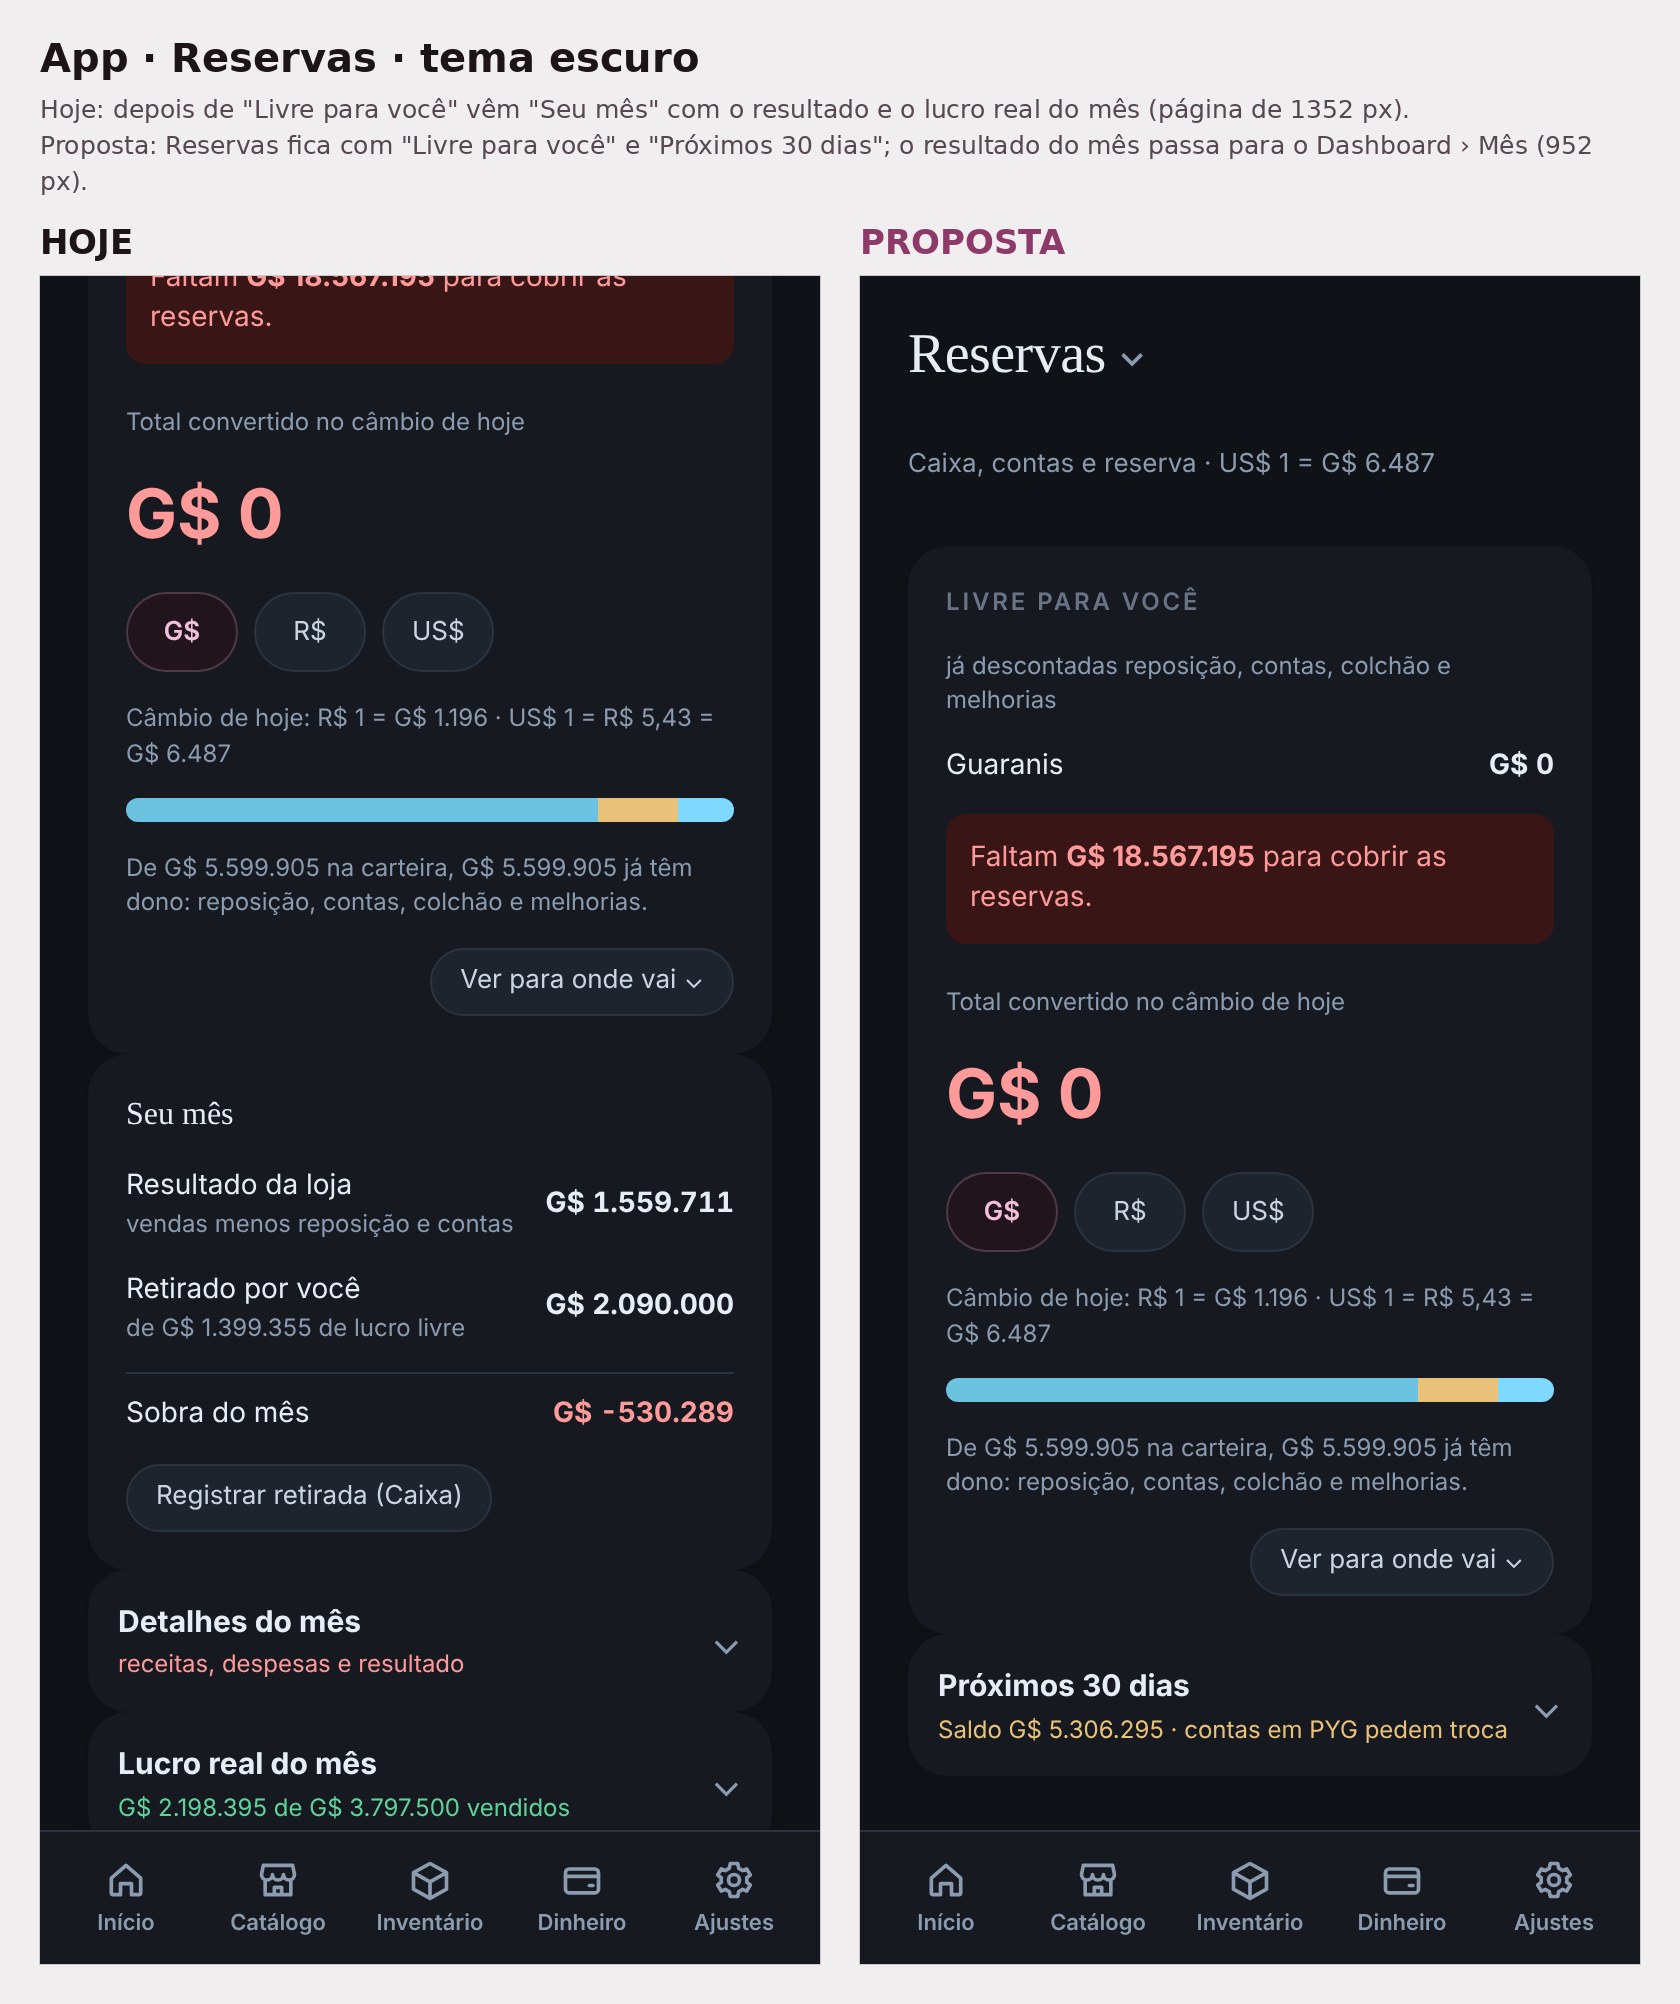 App · Reservas · tema escuro
Hoje: depois de "Livre para você" vêm "Seu mês" com o resultado e o lucro real do mês (página de 1352 px).
Proposta: Reservas fica com "Livre para você" e "Próximos 30 dias"; o resultado do mês passa para o Dashboard › Mês (952
px).
HOJE
Faltam G$ 18.567.195 para cobrir as
reservas.
Total convertido no câmbio de hoje
G$ 0
G$ R$ US$
Câmbio de hoje: R$ 1 = G$ 1.196 · US$ 1 = R$ 5,43 =
G$ 6.487
De G$ 5.599.905 na carteira, G$ 5.599.905 já têm
dono: reposição, contas, colchão e melhorias.
Ver para onde vai
Seu mês
Resultado da loja
vendas menos reposição e contas
G$ 1.559.711
Retirado por você
de G$ 1.399.355 de lucro livre
G$ 2.090.000
Sobra do mês G$ -530.289
Registrar retirada (Caixa)
Detalhes do mês
receitas, despesas e resultado
Lucro real do mês
G$ 2.198.395 de G$ 3.797.500 vendidos
Início Catálogo Inventário Dinheiro Ajustes
PROPOSTA
Reservas
Caixa, contas e reserva · US$ 1 = G$ 6.487
LIVRE PARA VOCÊ
já descontadas reposição, contas, colchão e
melhorias
Guaranis G$ 0
Faltam G$ 18.567.195 para cobrir as
reservas.
Total convertido no câmbio de hoje
G$ 0
G$ R$ US$
Câmbio de hoje: R$ 1 = G$ 1.196 · US$ 1 = R$ 5,43 =
G$ 6.487
De G$ 5.599.905 na carteira, G$ 5.599.905 já têm
dono: reposição, contas, colchão e melhorias.
Ver para onde vai
Próximos 30 dias
Saldo G$ 5.306.295 · contas em PYG pedem troca
Início Catálogo Inventário Dinheiro Ajustes